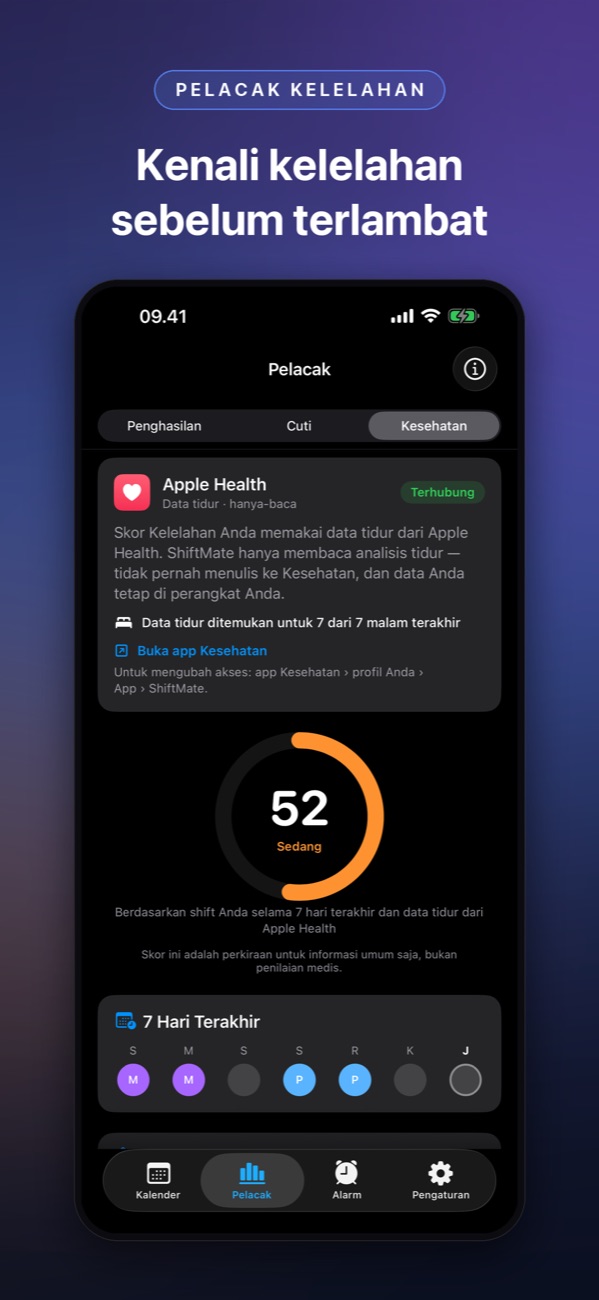 PELACAK KELELAHAN
Kenali kelelahan
sebelum terlambat
09.41
Pelacak
Penghasilan
Cuti
Kesehatan
Apple Health
Data tidur · hanya-baca
Terhubung
Skor Kelelahan Anda memakai data tidur dari Apple
Health. ShiftMate hanya membaca analisis tidur —
tidak pernah menulis ke Kesehatan, dan data Anda
tetap di perangkat Anda.
Data tidur ditemukan untuk 7 dari 7 malam terakhir
Buka app Kesehatan
Untuk mengubah akses: app Kesehatan › profil Anda ›
App › ShiftMate.
52
Sedang
Berdasarkan shift Anda selama 7 hari terakhir dan data tidur dari
Apple Health
Skor ini adalah perkiraan untuk informasi umum saja, bukan
penilaian medis.
7 Hari Terakhir
S M S S R K J
M M P P
Kalender
Pelacak
Alarm
Pengaturan